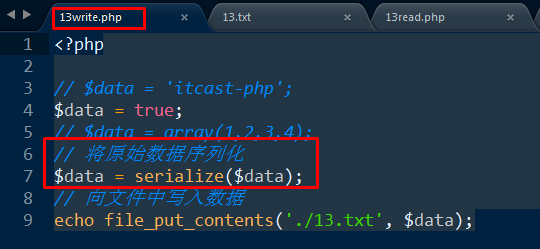 13write.php 13.txt 13read.php
1 <?php
2
3 // $data = 'itcast-php';
4 $data = true;
5 // $data = array(1,2,3,4);
6 // 将原始数据序列化
7 $data = serialize($data);
8 // 向文件中写入数据
9 echo file_put_contents('./13.txt', $data);